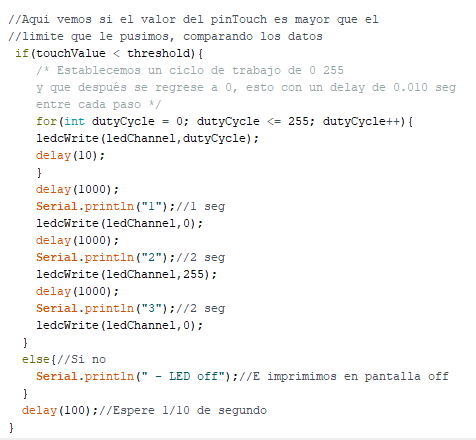 //Aqui vemos si el valor del pinTouch es mayor que el
//limite que le pusimos, comparando los datos
if(touchValue < threshold){
/* Establecemos un ciclo de trabajo de 0 255
y que después se regrese a 0, esto con un delay de 0.010 seg
entre cada paso */
for(int dutyCycle = 0; dutyCycle <= 255; dutyCycle++){
ledcWrite(ledChannel,dutyCycle);
delay(10);
}
delay(1000);
Serial.println("1");//1 seg
ledcWrite(ledChannel,0);
delay(1000);
Serial.println("2");//2 seg
ledcWrite(ledChannel,255);
delay(1000);
Serial.println("3");//2 seg
ledcWrite(ledChannel,0);
}
else{//Si no
Serial.println(" - LED off");//E imprimimos en pantalla off
}
delay(100);//Espere 1/10 de segundo
}